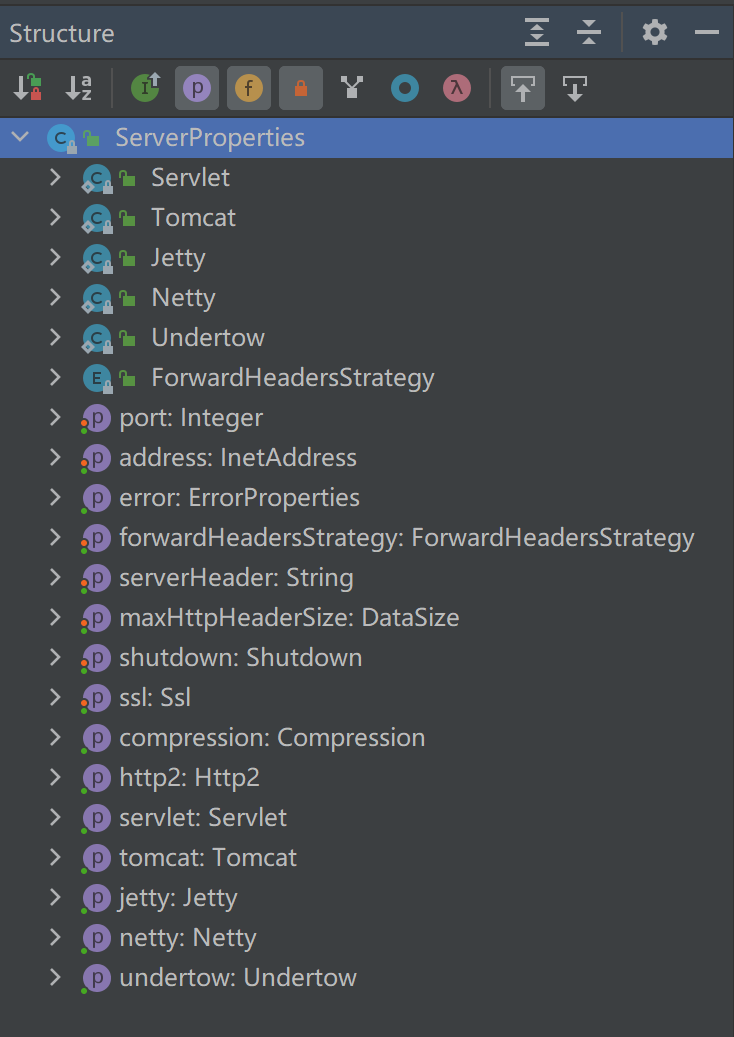 Structure
ServerProperties
Servlet
Tomcat
Jetty
Netty
Undertow
ForwardHeadersStrategy
port: Integer
address: InetAddress
error: ErrorProperties
forwardHeadersStrategy: ForwardHeadersStrategy
serverHeader: String
maxHttpHeaderSize: DataSize
shutdown: Shutdown
ssl: Ssl
compression: Compression
http2: Http2
servlet: Servlet
tomcat: Tomcat
jetty: Jetty
netty: Netty
undertow: Undertow